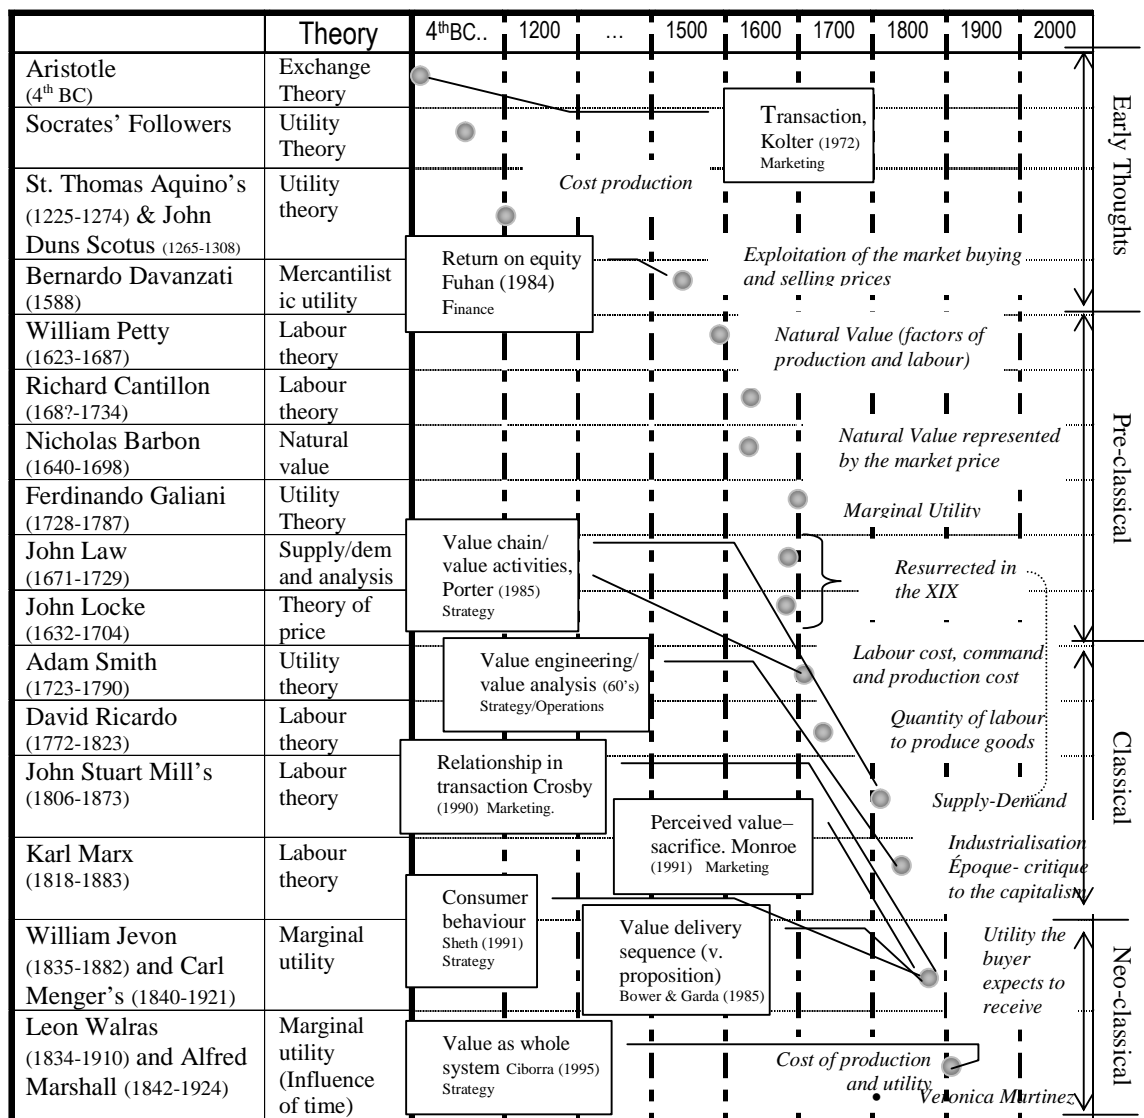 Theory
4thBC..
1200
…
1500
1600
1700
1800
1900
2000
Aristotle
(4th BC)
Exchange
Theory
Socrates’ Followers
Utility
Theory
St. Thomas Aquino’s
(1225-1274) & John
Duns Scotus (1265-1308)
Utility
theory
Bernardo Davanzati
(1588)
Mercantilist
ic utility
William Petty
(1623-1687)
Labour
theory
Richard Cantillon
(168?-1734)
Labour
theory
Nicholas Barbon
(1640-1698)
Natural
value
Ferdinando Galiani
(1728-1787)
Utility
Theory
John Law
(1671-1729)
Supply/dem
and analysis
John Locke
(1632-1704)
Theory of
price
Adam Smith
(1723-1790)
Utility
theory
David Ricardo
(1772-1823)
Labour
theory
John Stuart Mill’s
(1806-1873)
Labour
theory
Karl Marx
(1818-1883)
Labour
theory
William Jevon
(1835-1882) and Carl
Menger’s (1840-1921)
Marginal
utility
Leon Walras
(1834-1910) and Alfred
Marshall (1842-1924)
Marginal
utility
(Influence
of time)
Transaction,
Kolter (1972)
Marketing
Cost production
Return on equity
Fuhan (1984)
Finance
Exploitation of the market buying
and selling prices
Natural Value (factors of
production and labour)
Natural Value represented
by the market price
Marginal Utility
Value chain/
value activities,
Porter (1985)
Strategy
Resurrected in
the XIX
Value engineering/
value analysis (60’s)
Strategy/Operations
Labour cost, command
and production cost
Quantity of labour
to produce goods
Relationship in
transaction Crosby
(1990) Marketing.
Supply-Demand
Perceived value–
sacrifice. Monroe
(1991) Marketing
Industrialisation
Époque- critique
to the capitalism
Consumer
behaviour
Sheth (1991)
Strategy
Value delivery
sequence (v.
proposition)
Bower & Garda (1985)
Utility the
buyer
expects to
receive
Value as whole
system Ciborra (1995)
Strategy
Cost of production
and utility
• Veronica Martinez
Early Thoughts
Pre-classical
Classical
Neo-classical